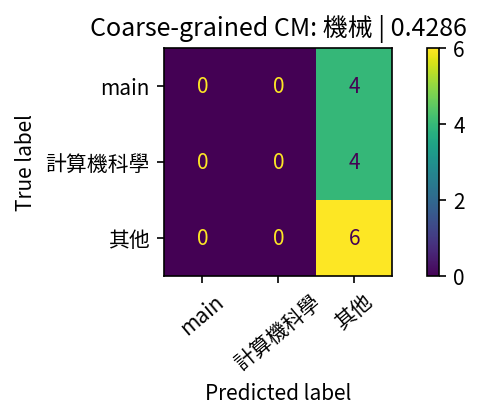 Coarse-grained CM: 機械 | 0.4286
True label
main
計算機科學
其他
0 0 4
0 0 4
0 0 6
main
計算機科學
其他
Predicted label
6
4
2
0